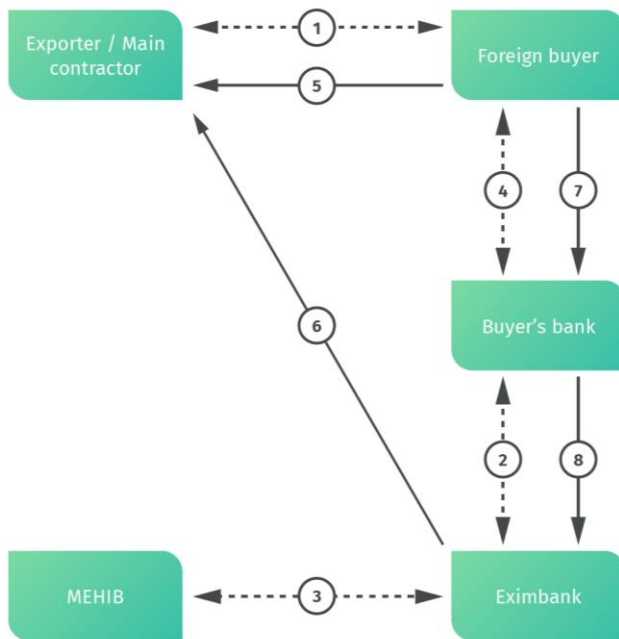 Exporter / Main
contractor
1
Foreign buyer
5
4
7
6
Buyer's bank
2
8
MEHIB
3
Eximbank